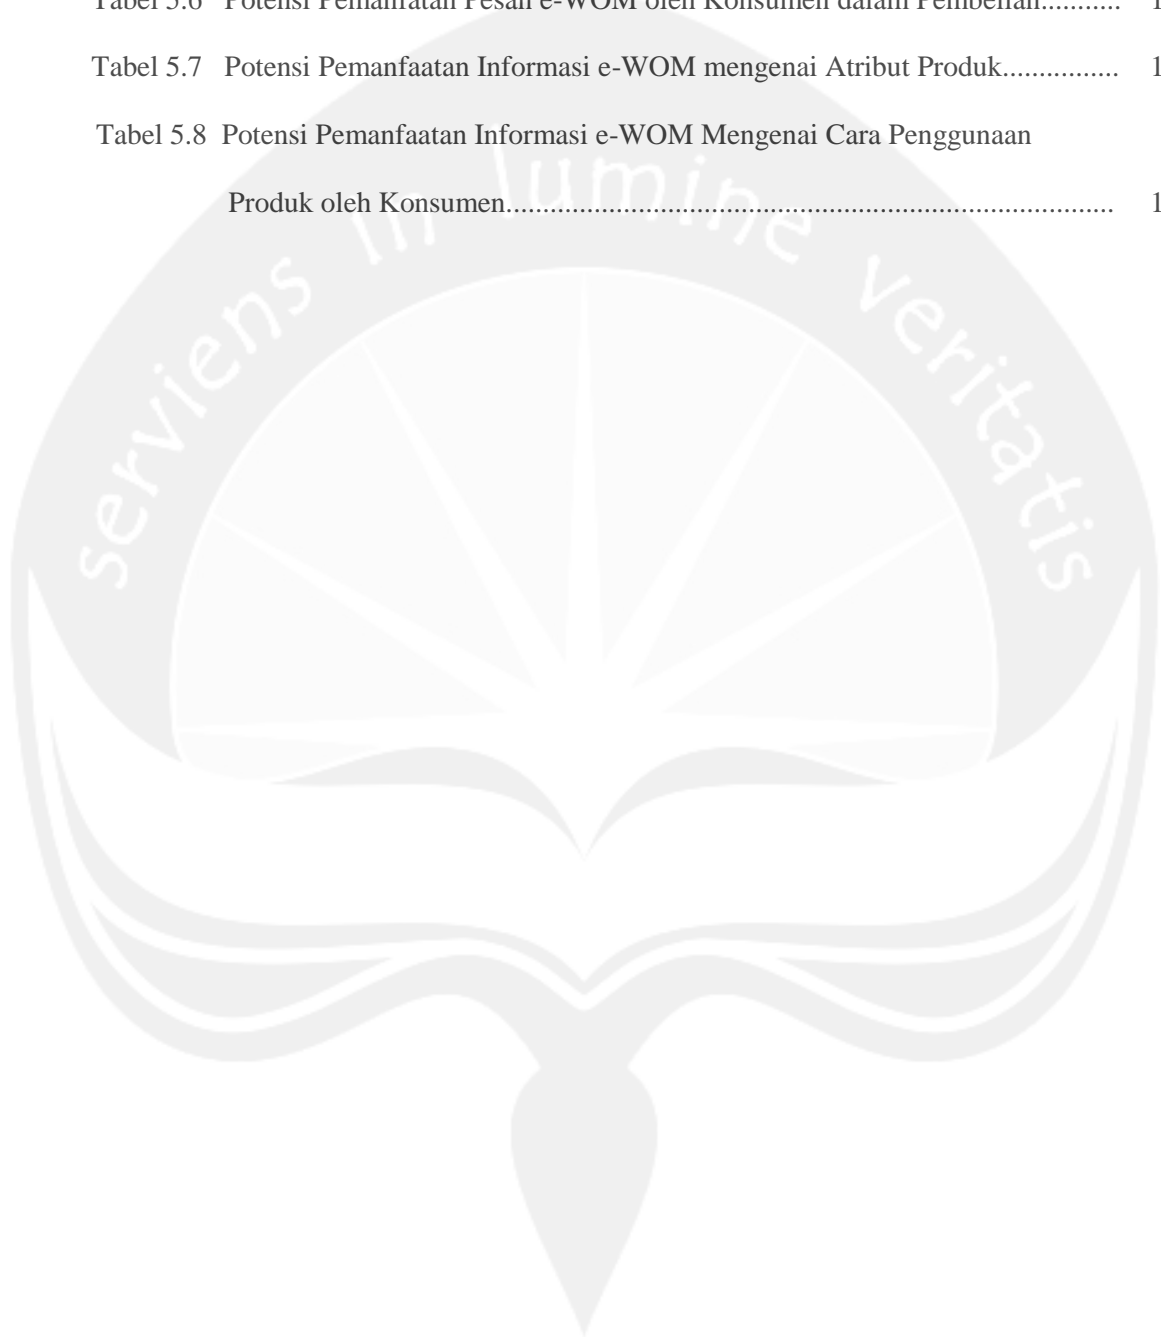 Tabel 5.6 Potensi Pemanfatan Pesan e-WOM oleh Konsumen dalam Pembelian........... 1
Tabel 5.7 Potensi Pemanfaatan Informasi e-WOM mengenai Atribut Produk................ 1
Tabel 5.8 Potensi Pemanfaatan Informasi e-WOM Mengenai Cara Penggunaan
Produk oleh Konsumen................................................................................... 1
serviens in lumine veritatis